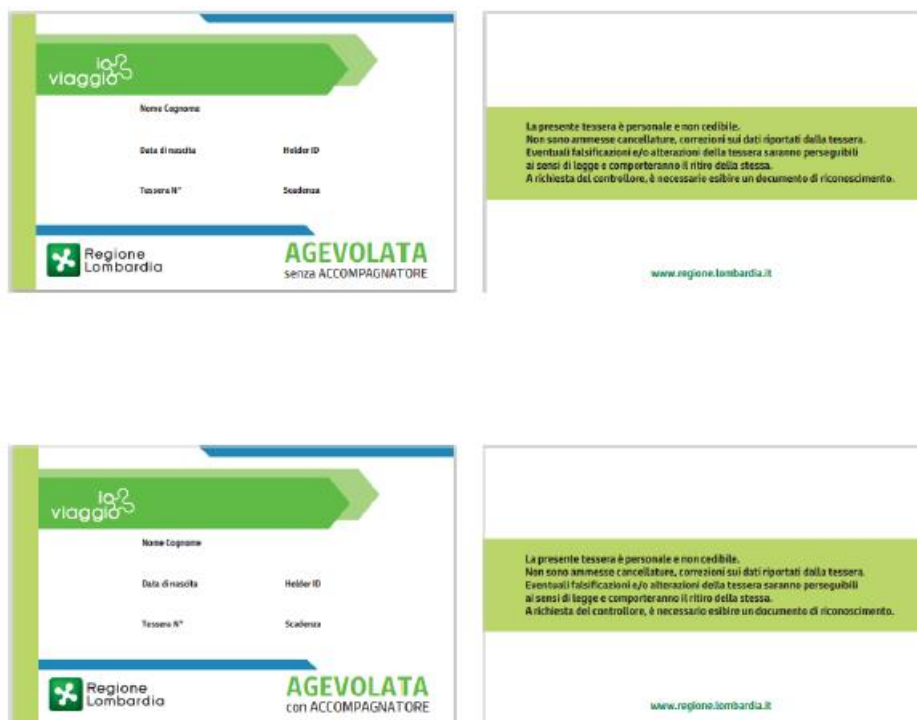 io
viaggio
Nome Cognome
Data di nascita Holder ID
Tessera N° Scadenza
Regione
Lombardia
AGEVOLATA
senza ACCOMPAGNATORE
La presente tessera è personale e non cedibile.
Non sono ammesse cancellature, correzioni sui dati riportati dalla tessera.
Eventuali falsificazioni e/o alterazioni della tessera saranno perseguibili
ai sensi di legge e comporteranno il ritiro della stessa.
A richiesta del controllore, è necessario esibire un documento di riconoscimento.
www.regione.lombardia.it
io
viaggio
Nome Cognome
Data di nascita Holder ID
Tessera N° Scadenza
Regione
Lombardia
AGEVOLATA
con ACCOMPAGNATORE
La presente tessera è personale e non cedibile.
Non sono ammesse cancellature, correzioni sui dati riportati dalla tessera.
Eventuali falsificazioni e/o alterazioni della tessera saranno perseguibili
ai sensi di legge e comporteranno il ritiro della stessa.
A richiesta del controllore, è necessario esibire un documento di riconoscimento.
www.regione.lombardia.it